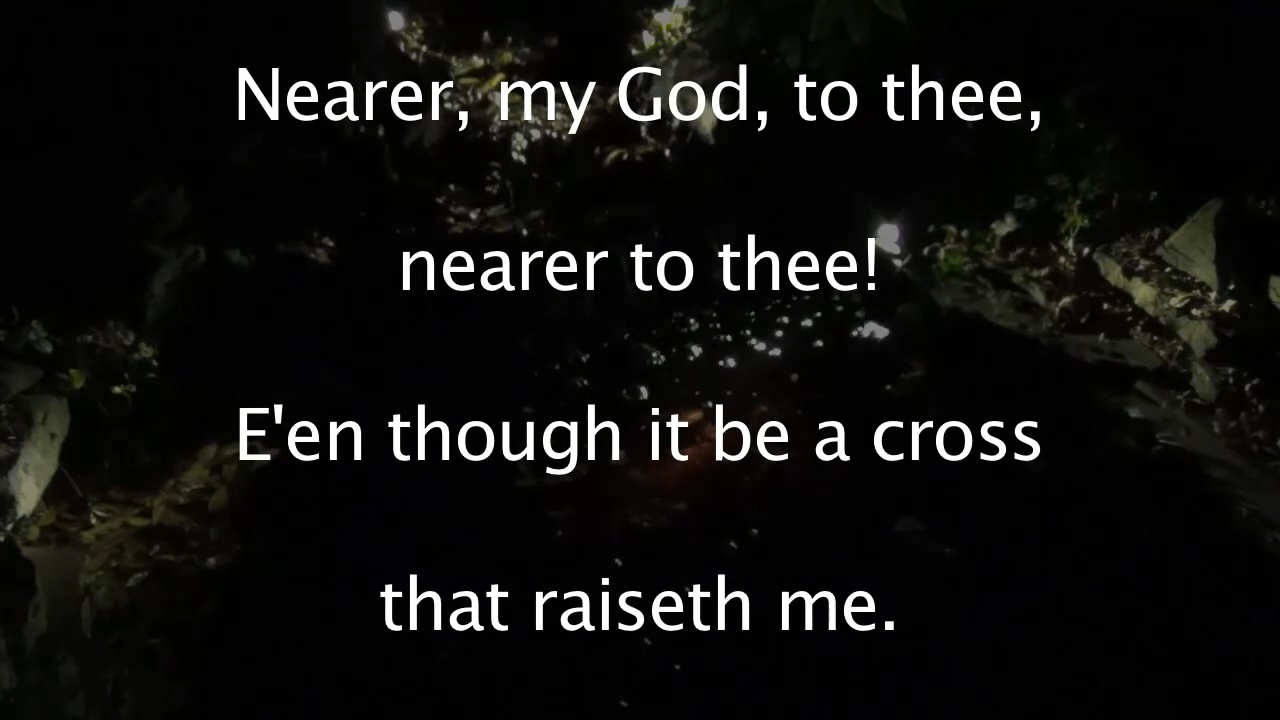 Nearer, my God, to thee,
nearer to thee!
E'en though it be a cross
that raiseth me.